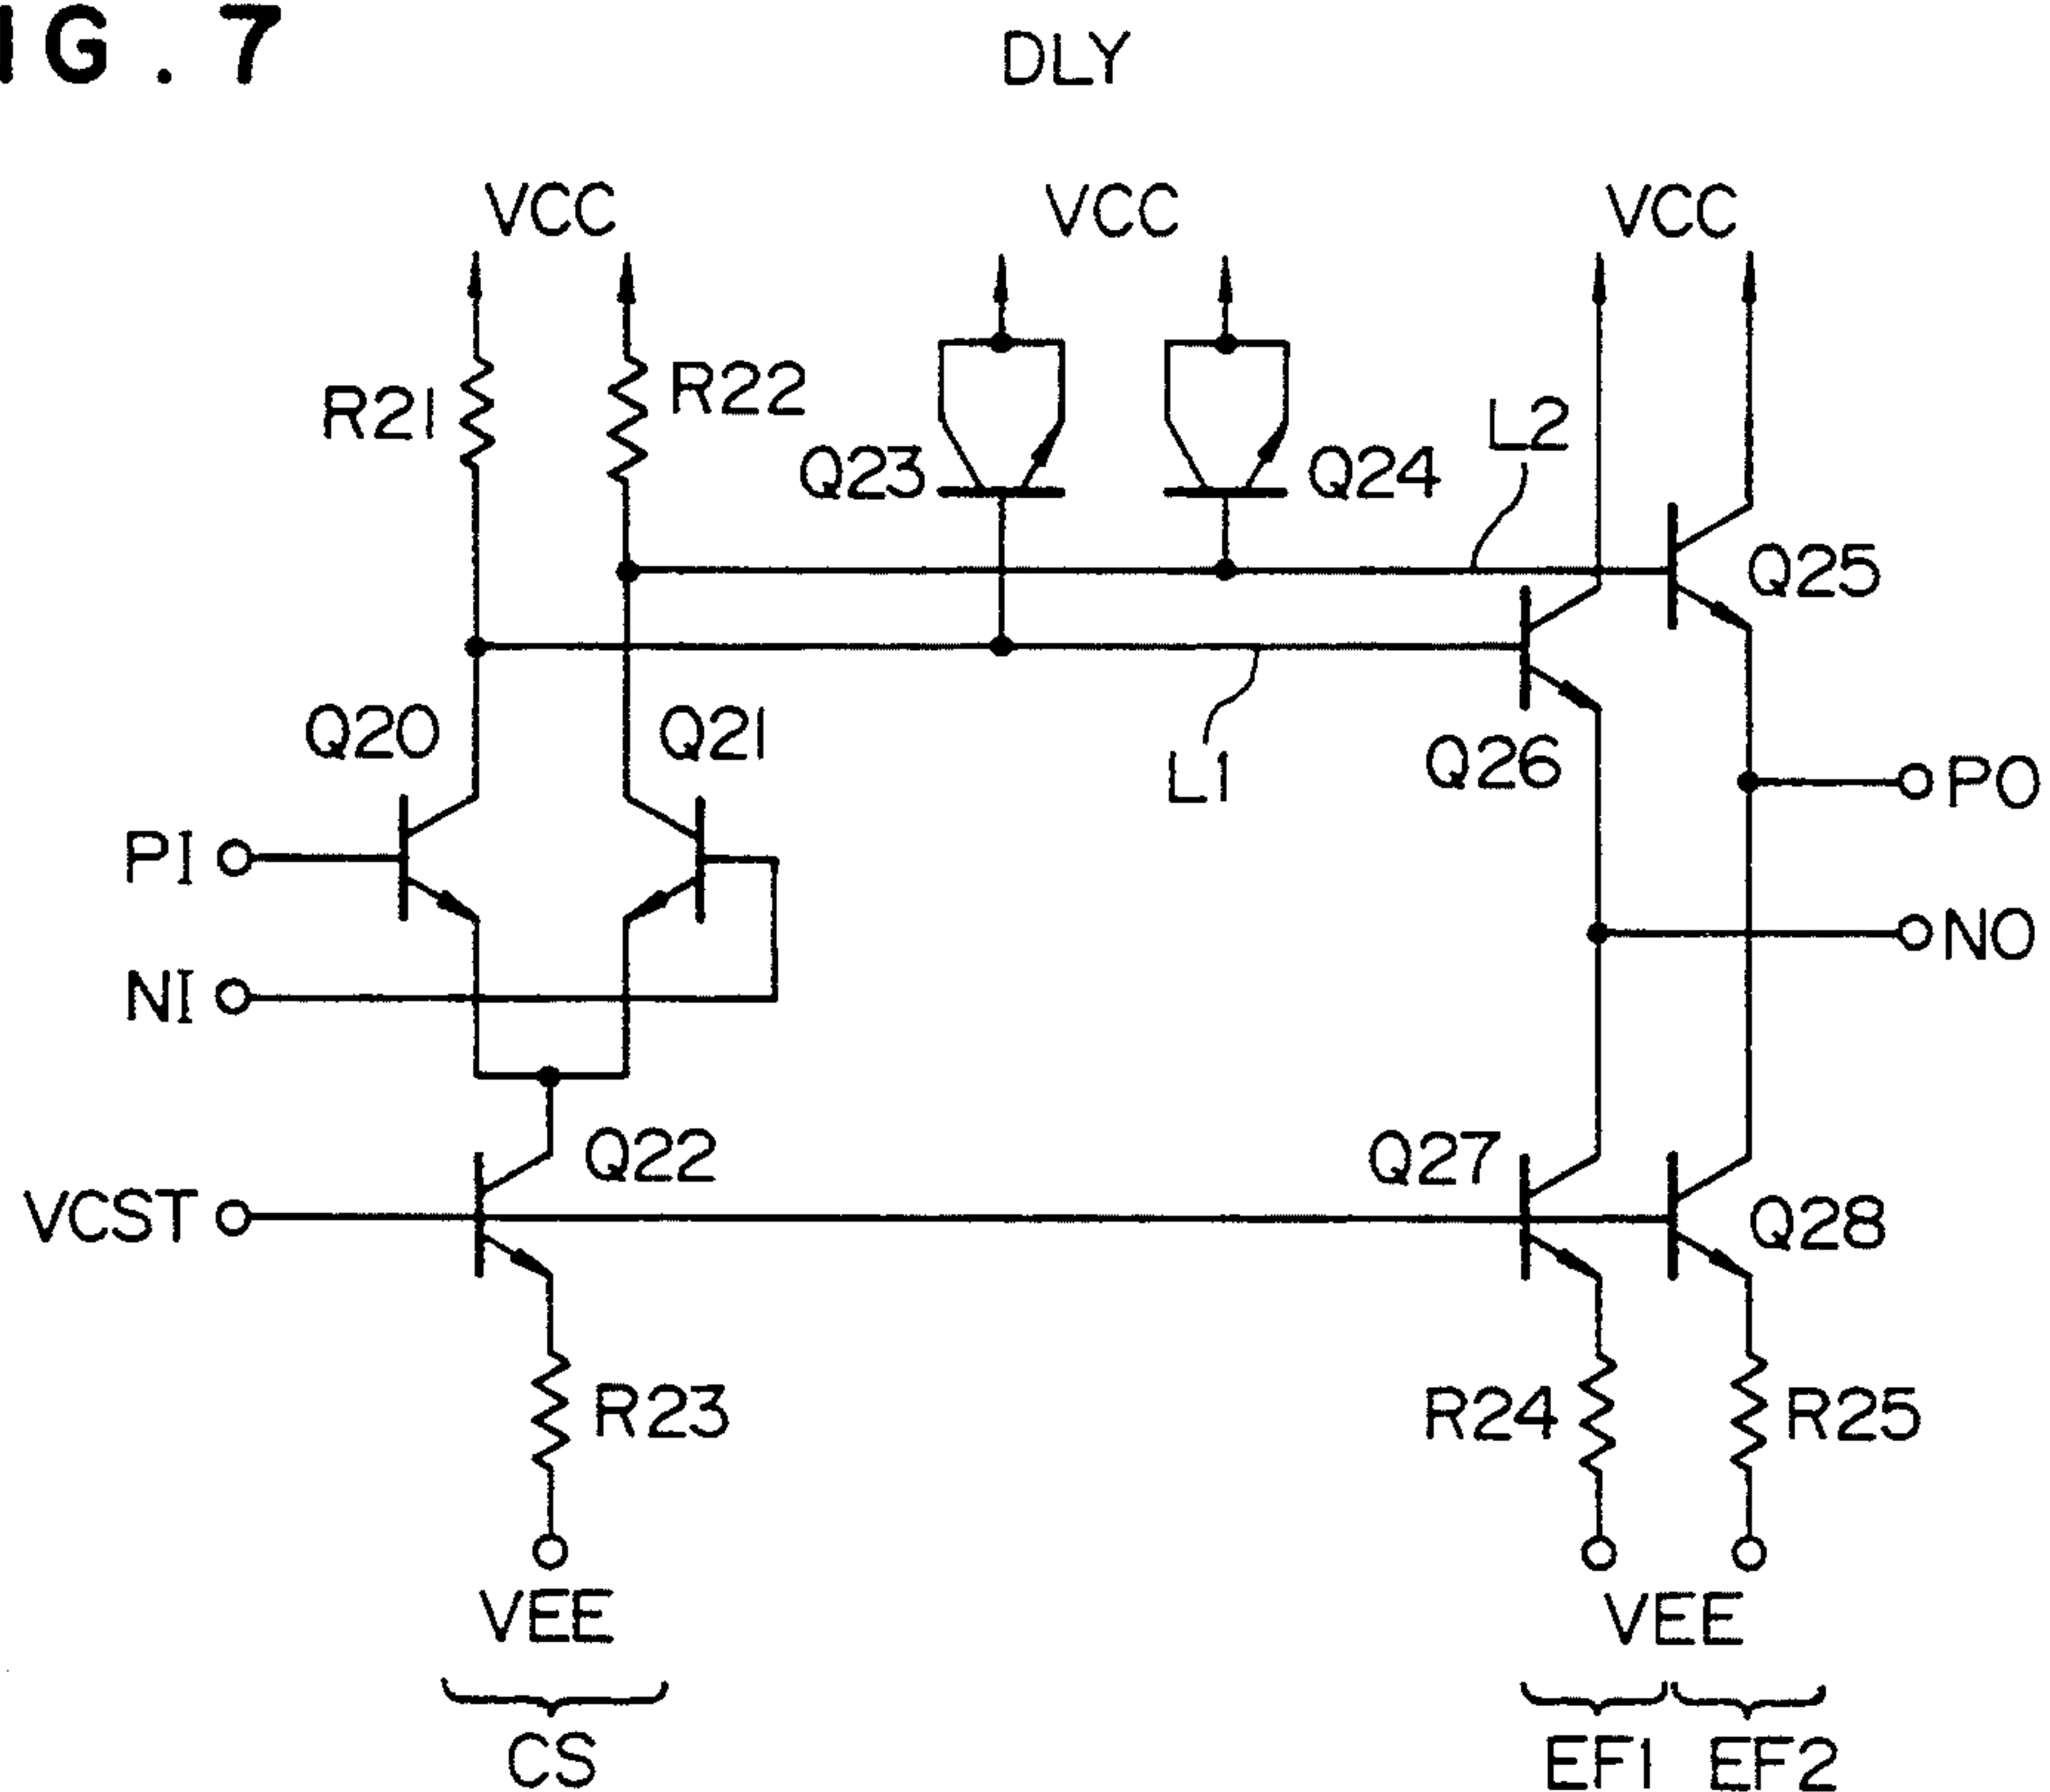 IG. 7
DLY
VCC
VCC
VCC
R21
R22
Q23
Q24
L2
Q25
Q20
Q21
L1
Q26
PO
PI
NO
NI
Q22
Q27
VCST
Q28
R23
R24
R25
VEE
VEE
CS
EF1
EF2